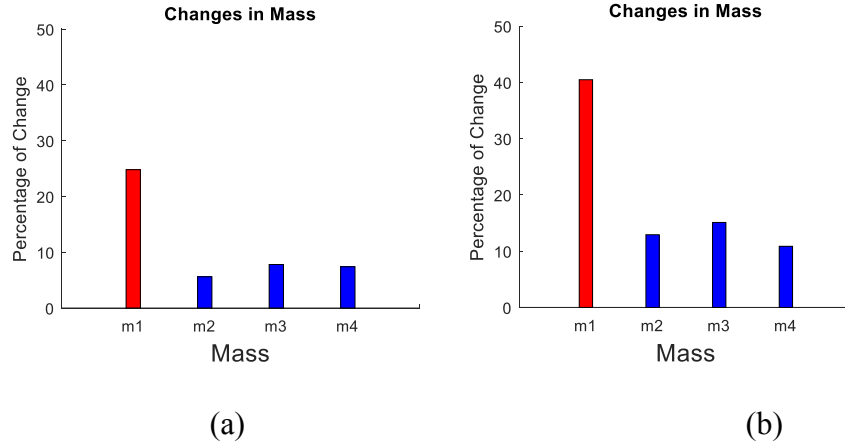 Changes in Mass
50
40
30
20
10
0
Percentage of Change
m1 m2 m3 m4
Mass
(a)
Changes in Mass
50
40
30
20
10
0
Percentage of Change
m1 m2 m3 m4
Mass
(b)